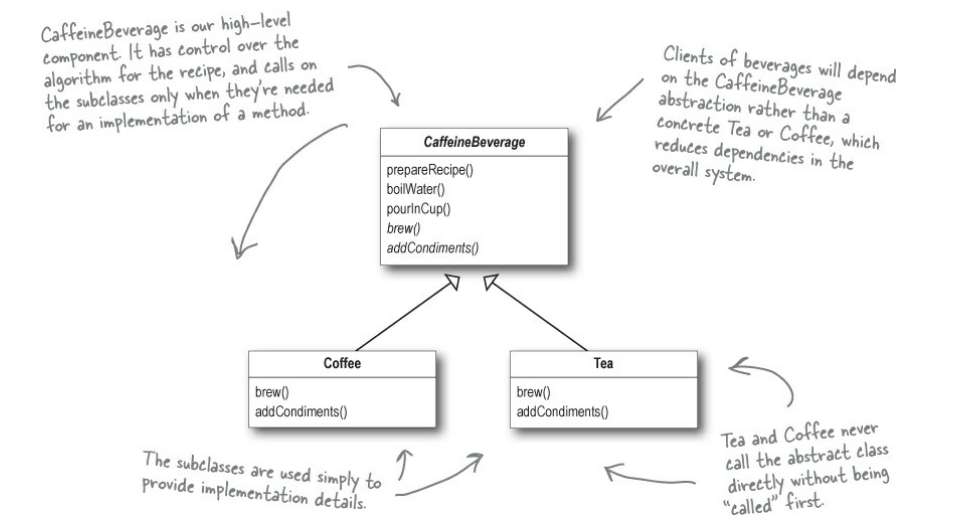 CaffeineBeverage is our high-level
component. It has control over the
algorithm for the recipe, and calls on
the subclasses only when they're needed
for an implementation of a method.
Clients of beverages will depend
on the CaffeineBeverage
abstraction rather than a
concrete Tea or Coffee, which
reduces dependencies in the
overall system.
CaffeineBeverage
prepareRecipe()
boilWater()
pourInCup()
brew()
addCondiments()
Coffee
brew()
addCondiments()
Tea
brew()
addCondiments()
The subclasses are used simply to
provide implementation details.
Tea and Coffee never
call the abstract class
directly without being
"called" first.